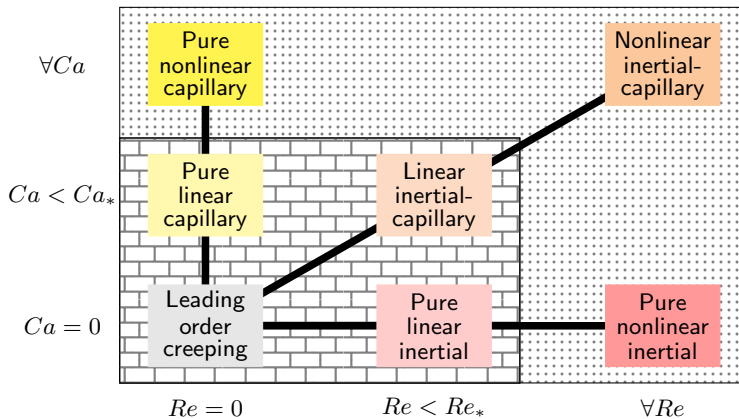 ∀Ca
Pure
nonlinear
capillary
Nonlinear
inertial-
capillary
Ca < Ca*
Pure
linear
capillary
Linear
inertial-
capillary
Ca = 0
Leading
order
creeping
Pure
linear
inertial
Pure
nonlinear
inertial
Re = 0
Re < Re*
∀Re